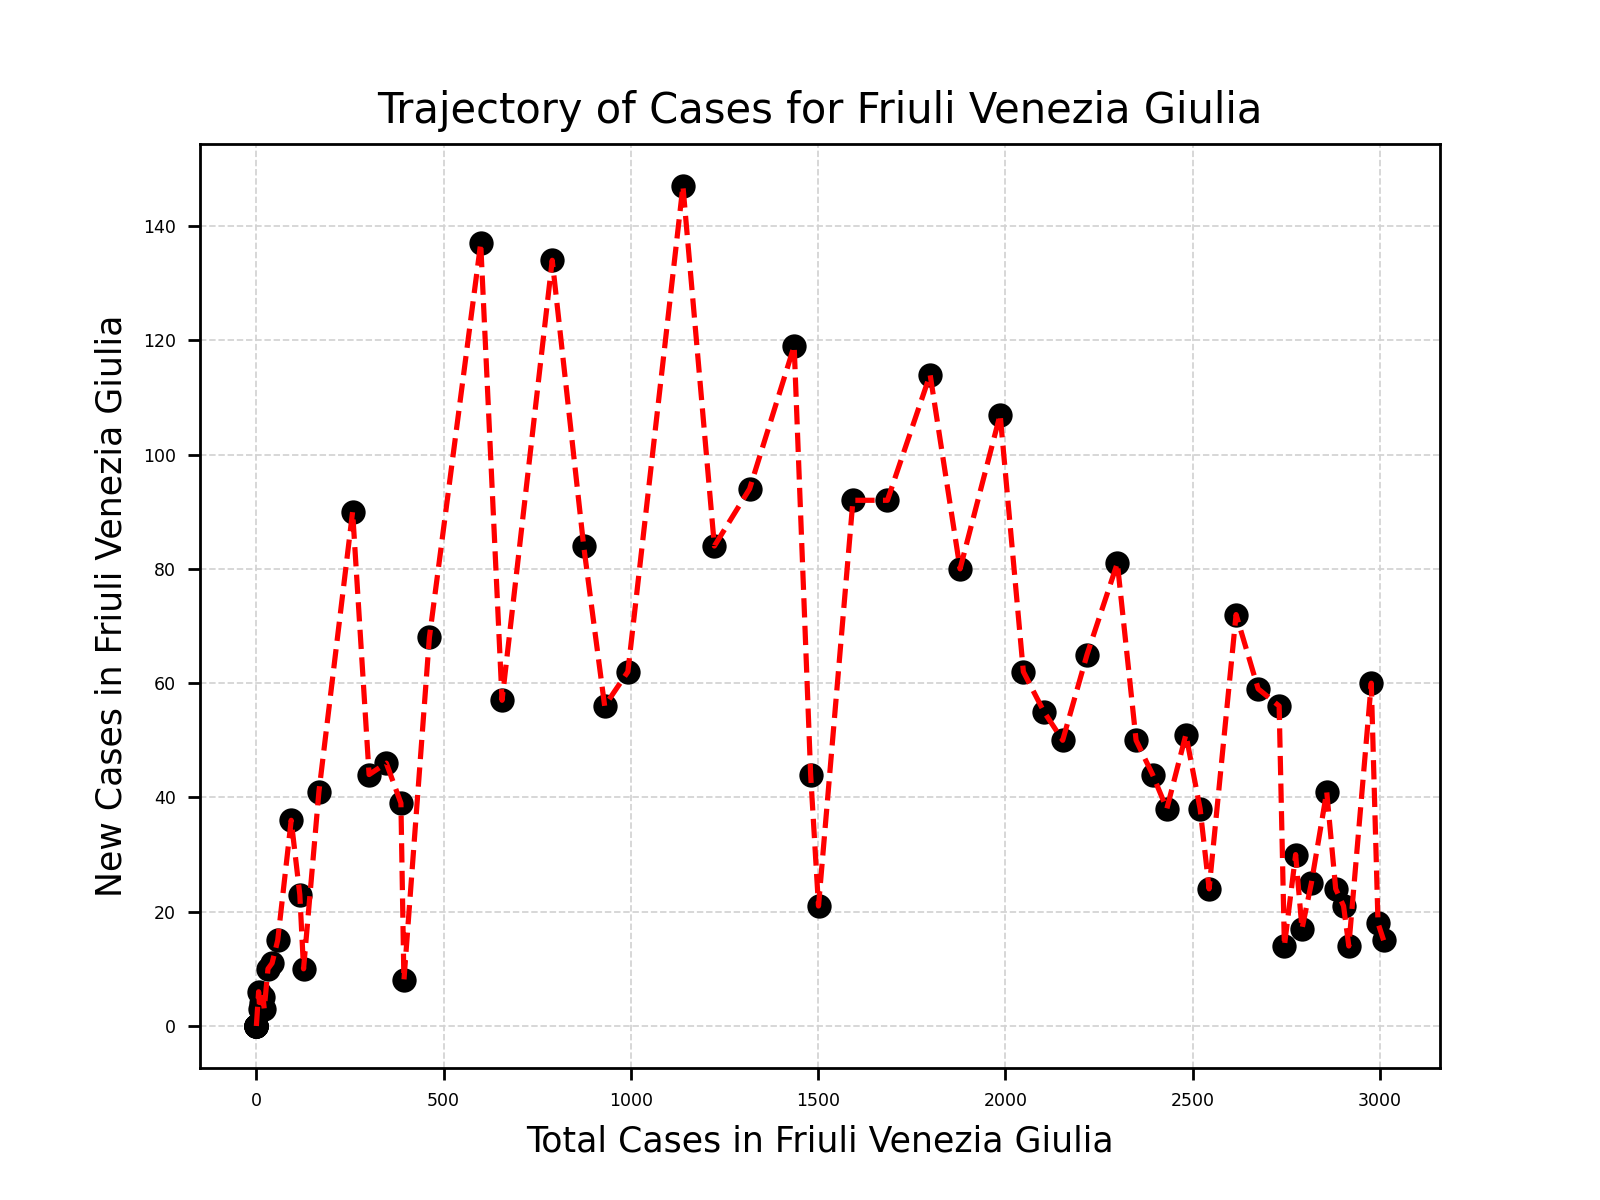 Trajectory of Cases for Friuli Venezia Giulia
New Cases in Friuli Venezia Giulia
140
120
100
80
60
40
20
0
0 500 1000 1500 2000 2500 3000
Total Cases in Friuli Venezia Giulia